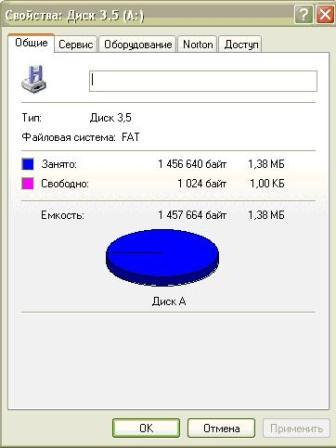 Свойства: Диск 3,5 (A:)
Общие Сервис Оборудование Norton Доступ
Тип: Диск 3,5
Файловая система: FAT
Занято: 1 456 640 байт 1,38 МБ
Свободно: 1 024 байт 1,00 КБ
Емкость: 1 457 664 байт 1,38 МБ
Диск A
OK Отмена Применить